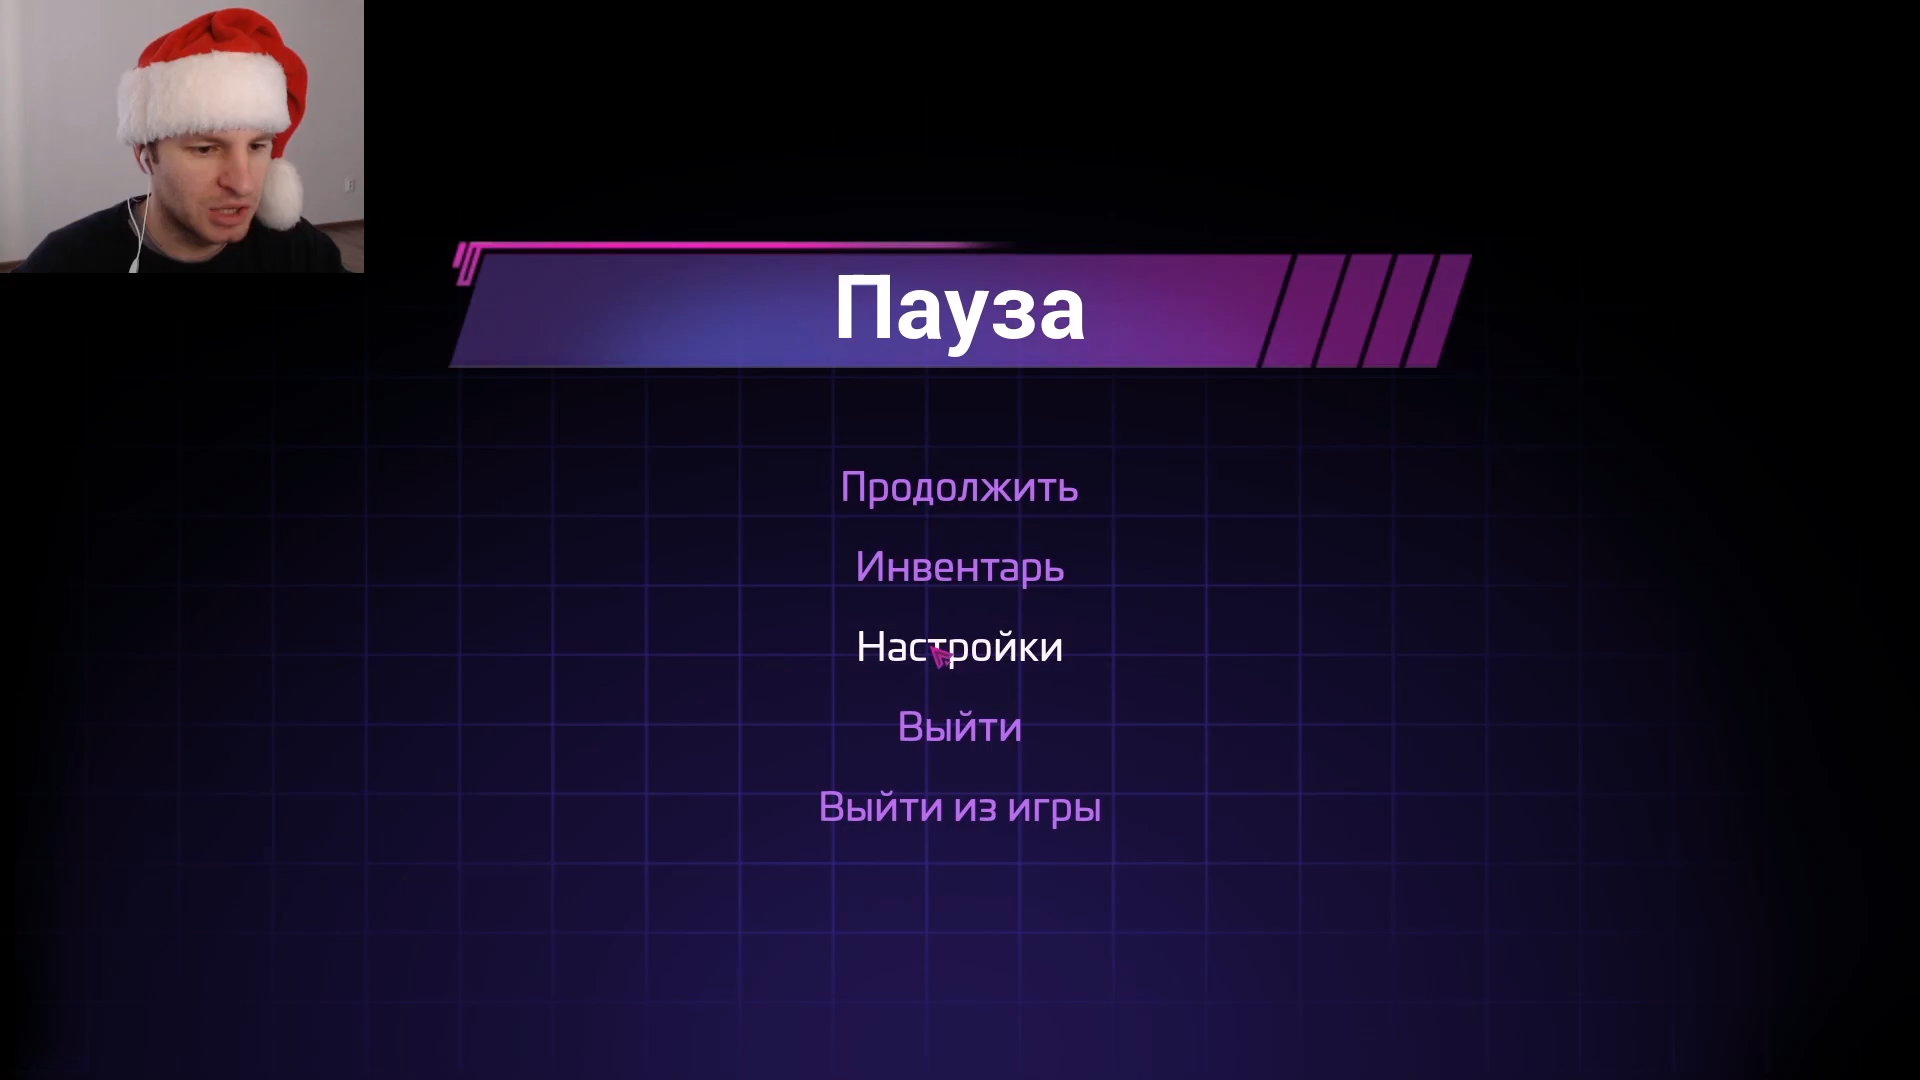 Пауза
Продолжить
Инвентарь
Настройки
Выйти
Выйти из игры